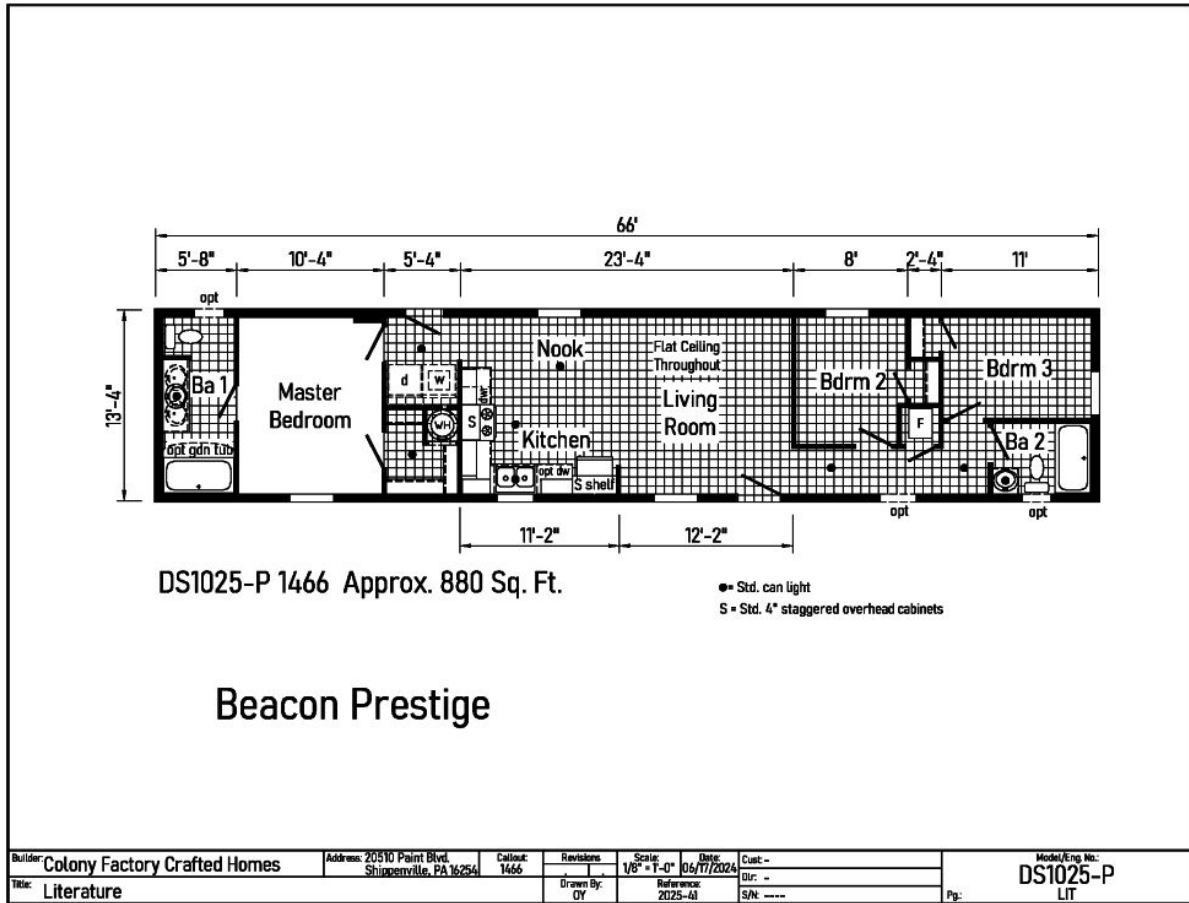 66'
5'-8" 10'-4" 5'-4" 23'-4" 8' 2'-4" 11'
opt
13'-4"
Ba 1
opt gdn tub
Master
Bedroom
d w
WH
S
dwr
Nook
Kitchen
opt dw
S shelf
Flat Ceiling
Throughout
Living
Room
Bdrm 2
F
Bdrm 3
Ba 2
opt
opt
11'-2" 12'-2"
DS1025-P 1466 Approx. 880 Sq. Ft.
●= Std. can light
S = Std. 4" staggered overhead cabinets
Beacon Prestige
Builder: Colony Factory Crafted Homes
Address: 20510 Paint Blvd.
Shippenville, PA 16254
Callout:
1466
Revisions
Scale:
1/8" = 1'-0"
Date:
06/17/2024
Cust: -
Dlr: -
S/N: ----
Model/Eng. No.:
DS1025-P
Title: Literature
Drawn By:
OY
Reference:
2025-41
Pg.: LIT